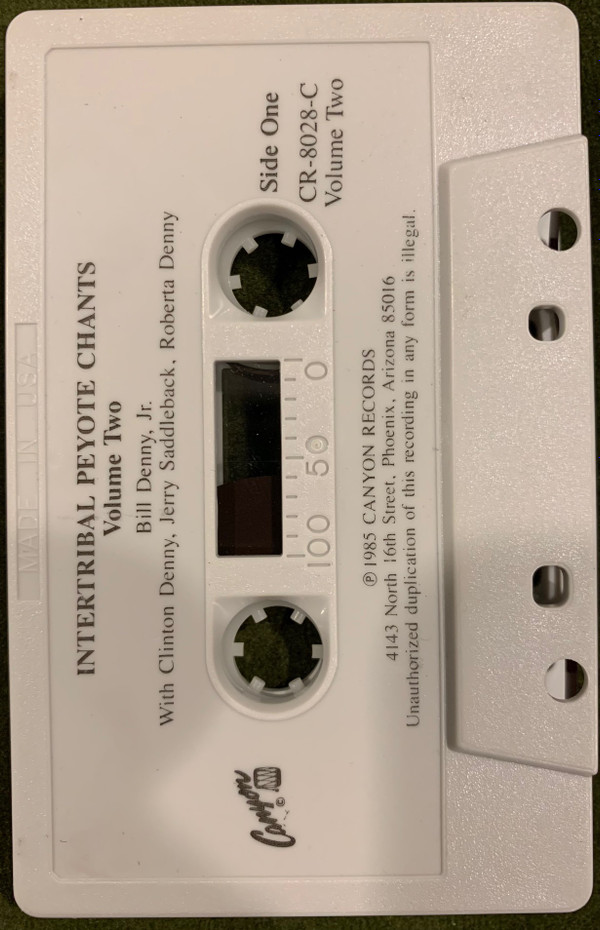 MADE IN USA
INTERTRIBAL PEYOTE CHANTS
Volume Two
Bill Denny, Jr.
With Clinton Denny, Jerry Saddleback, Roberta Denny
Canyon ©
100 50 0
Side One
CR-8028-C
Volume Two
℗ 1985 CANYON RECORDS
4143 North 16th Street, Phoenix, Arizona 85016
Unauthorized duplication of this recording in any form is illegal.